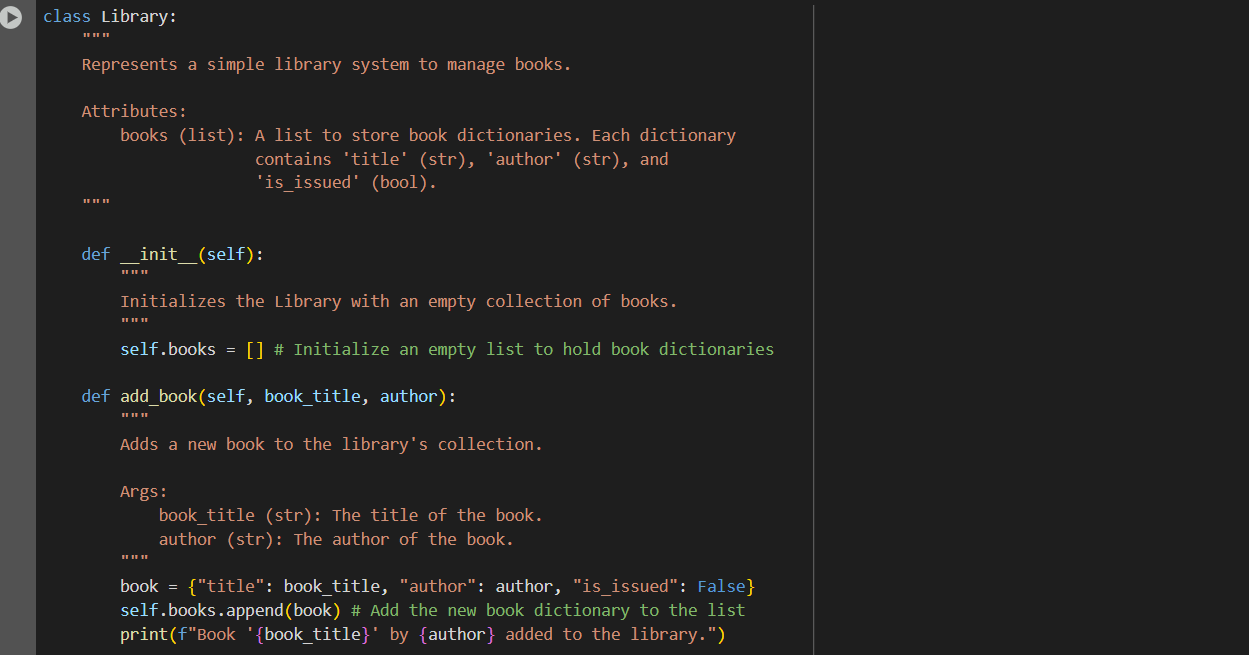 class Library:
    """
    Represents a simple library system to manage books.

    Attributes:
        books (list): A list to store book dictionaries. Each dictionary
                      contains 'title' (str), 'author' (str), and
                      'is_issued' (bool).
    """

    def __init__(self):
        """
        Initializes the Library with an empty collection of books.
        """
        self.books = [] # Initialize an empty list to hold book dictionaries

    def add_book(self, book_title, author):
        """
        Adds a new book to the library's collection.

        Args:
            book_title (str): The title of the book.
            author (str): The author of the book.
        """
        book = {"title": book_title, "author": author, "is_issued": False}
        self.books.append(book) # Add the new book dictionary to the list
        print(f"Book '{book_title}' by {author} added to the library.")